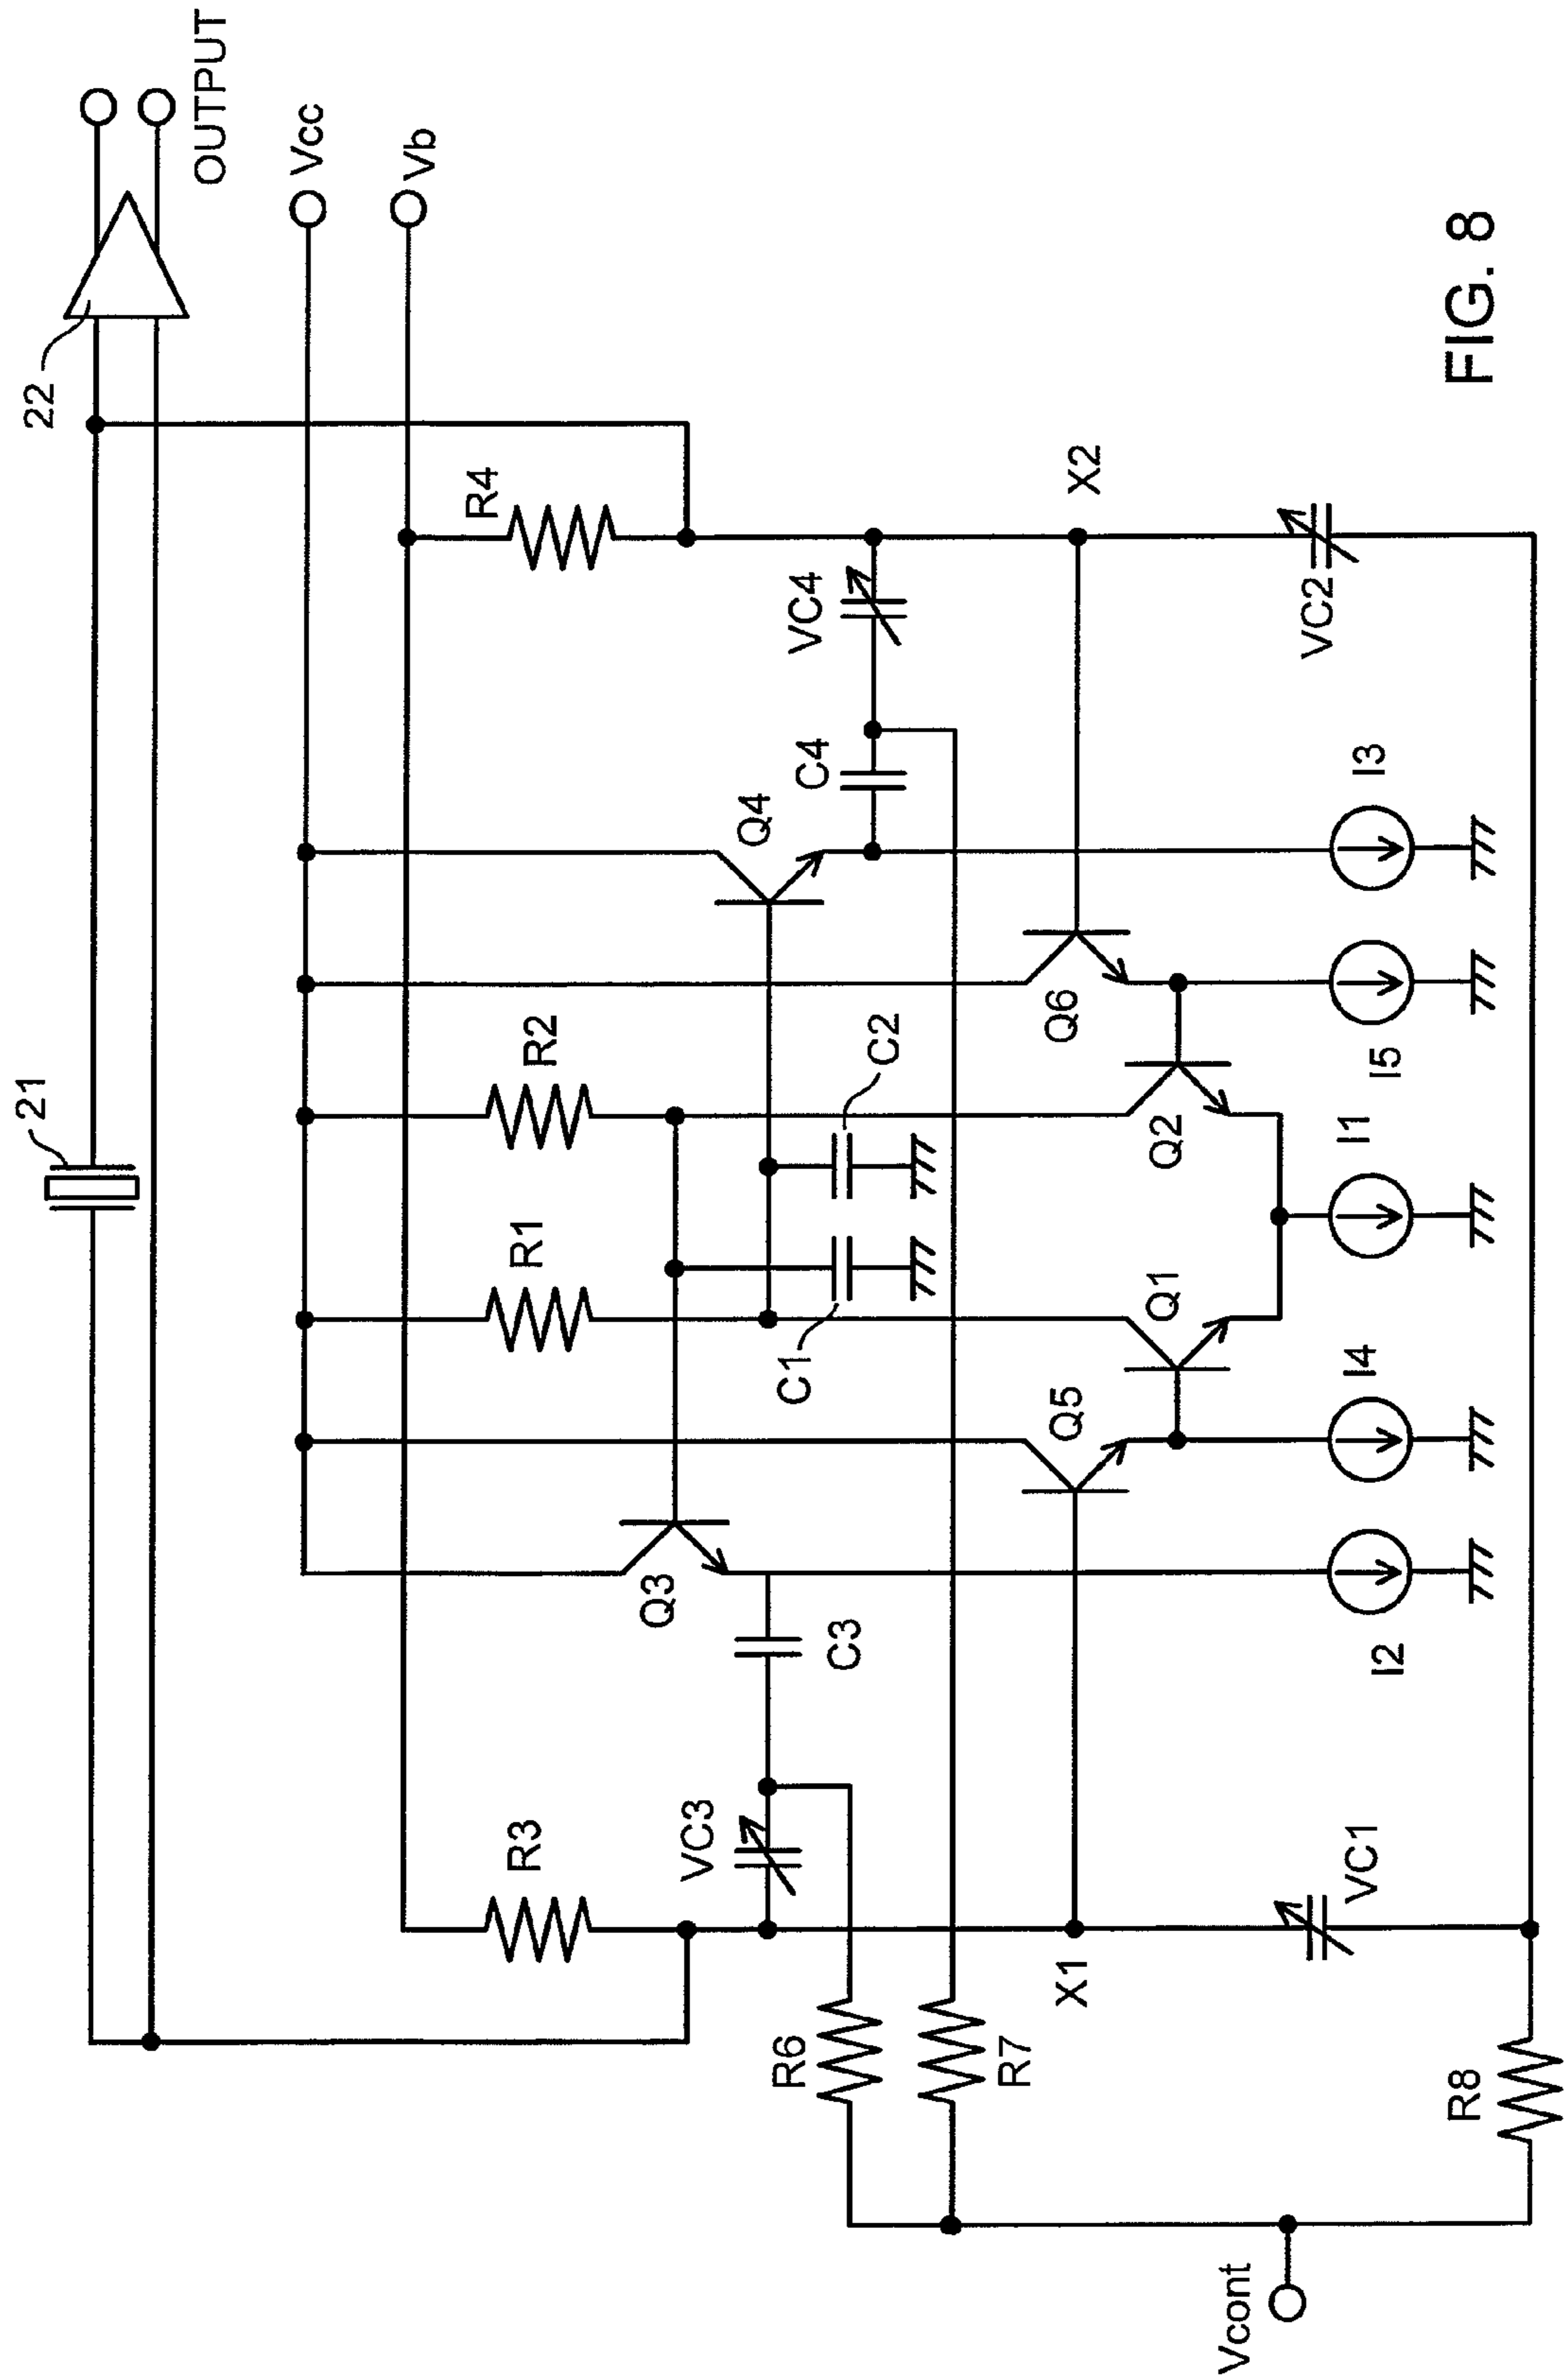 21
22
OUTPUT
Vcc
Vb
R3
R1
R2
R4
VC3
C3
Q3
C1
C2
Q4
C4
VC4
R6
R7
X1
Q5
Q1
Q2
Q6
X2
VC1
I2
I4
I1
I5
I3
VC2
Vcont
R8
FIG. 8